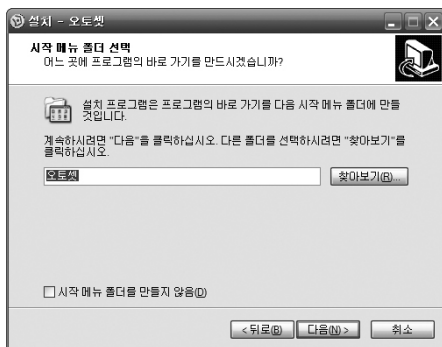 설치 - 오토셋
시작 메뉴 폴더 선택
어느 곳에 프로그램의 바로 가기를 만드시겠습니까?
설치 프로그램은 프로그램의 바로 가기를 다음 시작 메뉴 폴더에 만들
것입니다.
계속하시려면 "다음"을 클릭하십시오. 다른 폴더를 선택하시려면 "찾아보기"를
클릭하십시오.
오토셋
찾아보기(R)...
시작 메뉴 폴더를 만들지 않음(D)
< 뒤로(B)
다음(N) >
취소